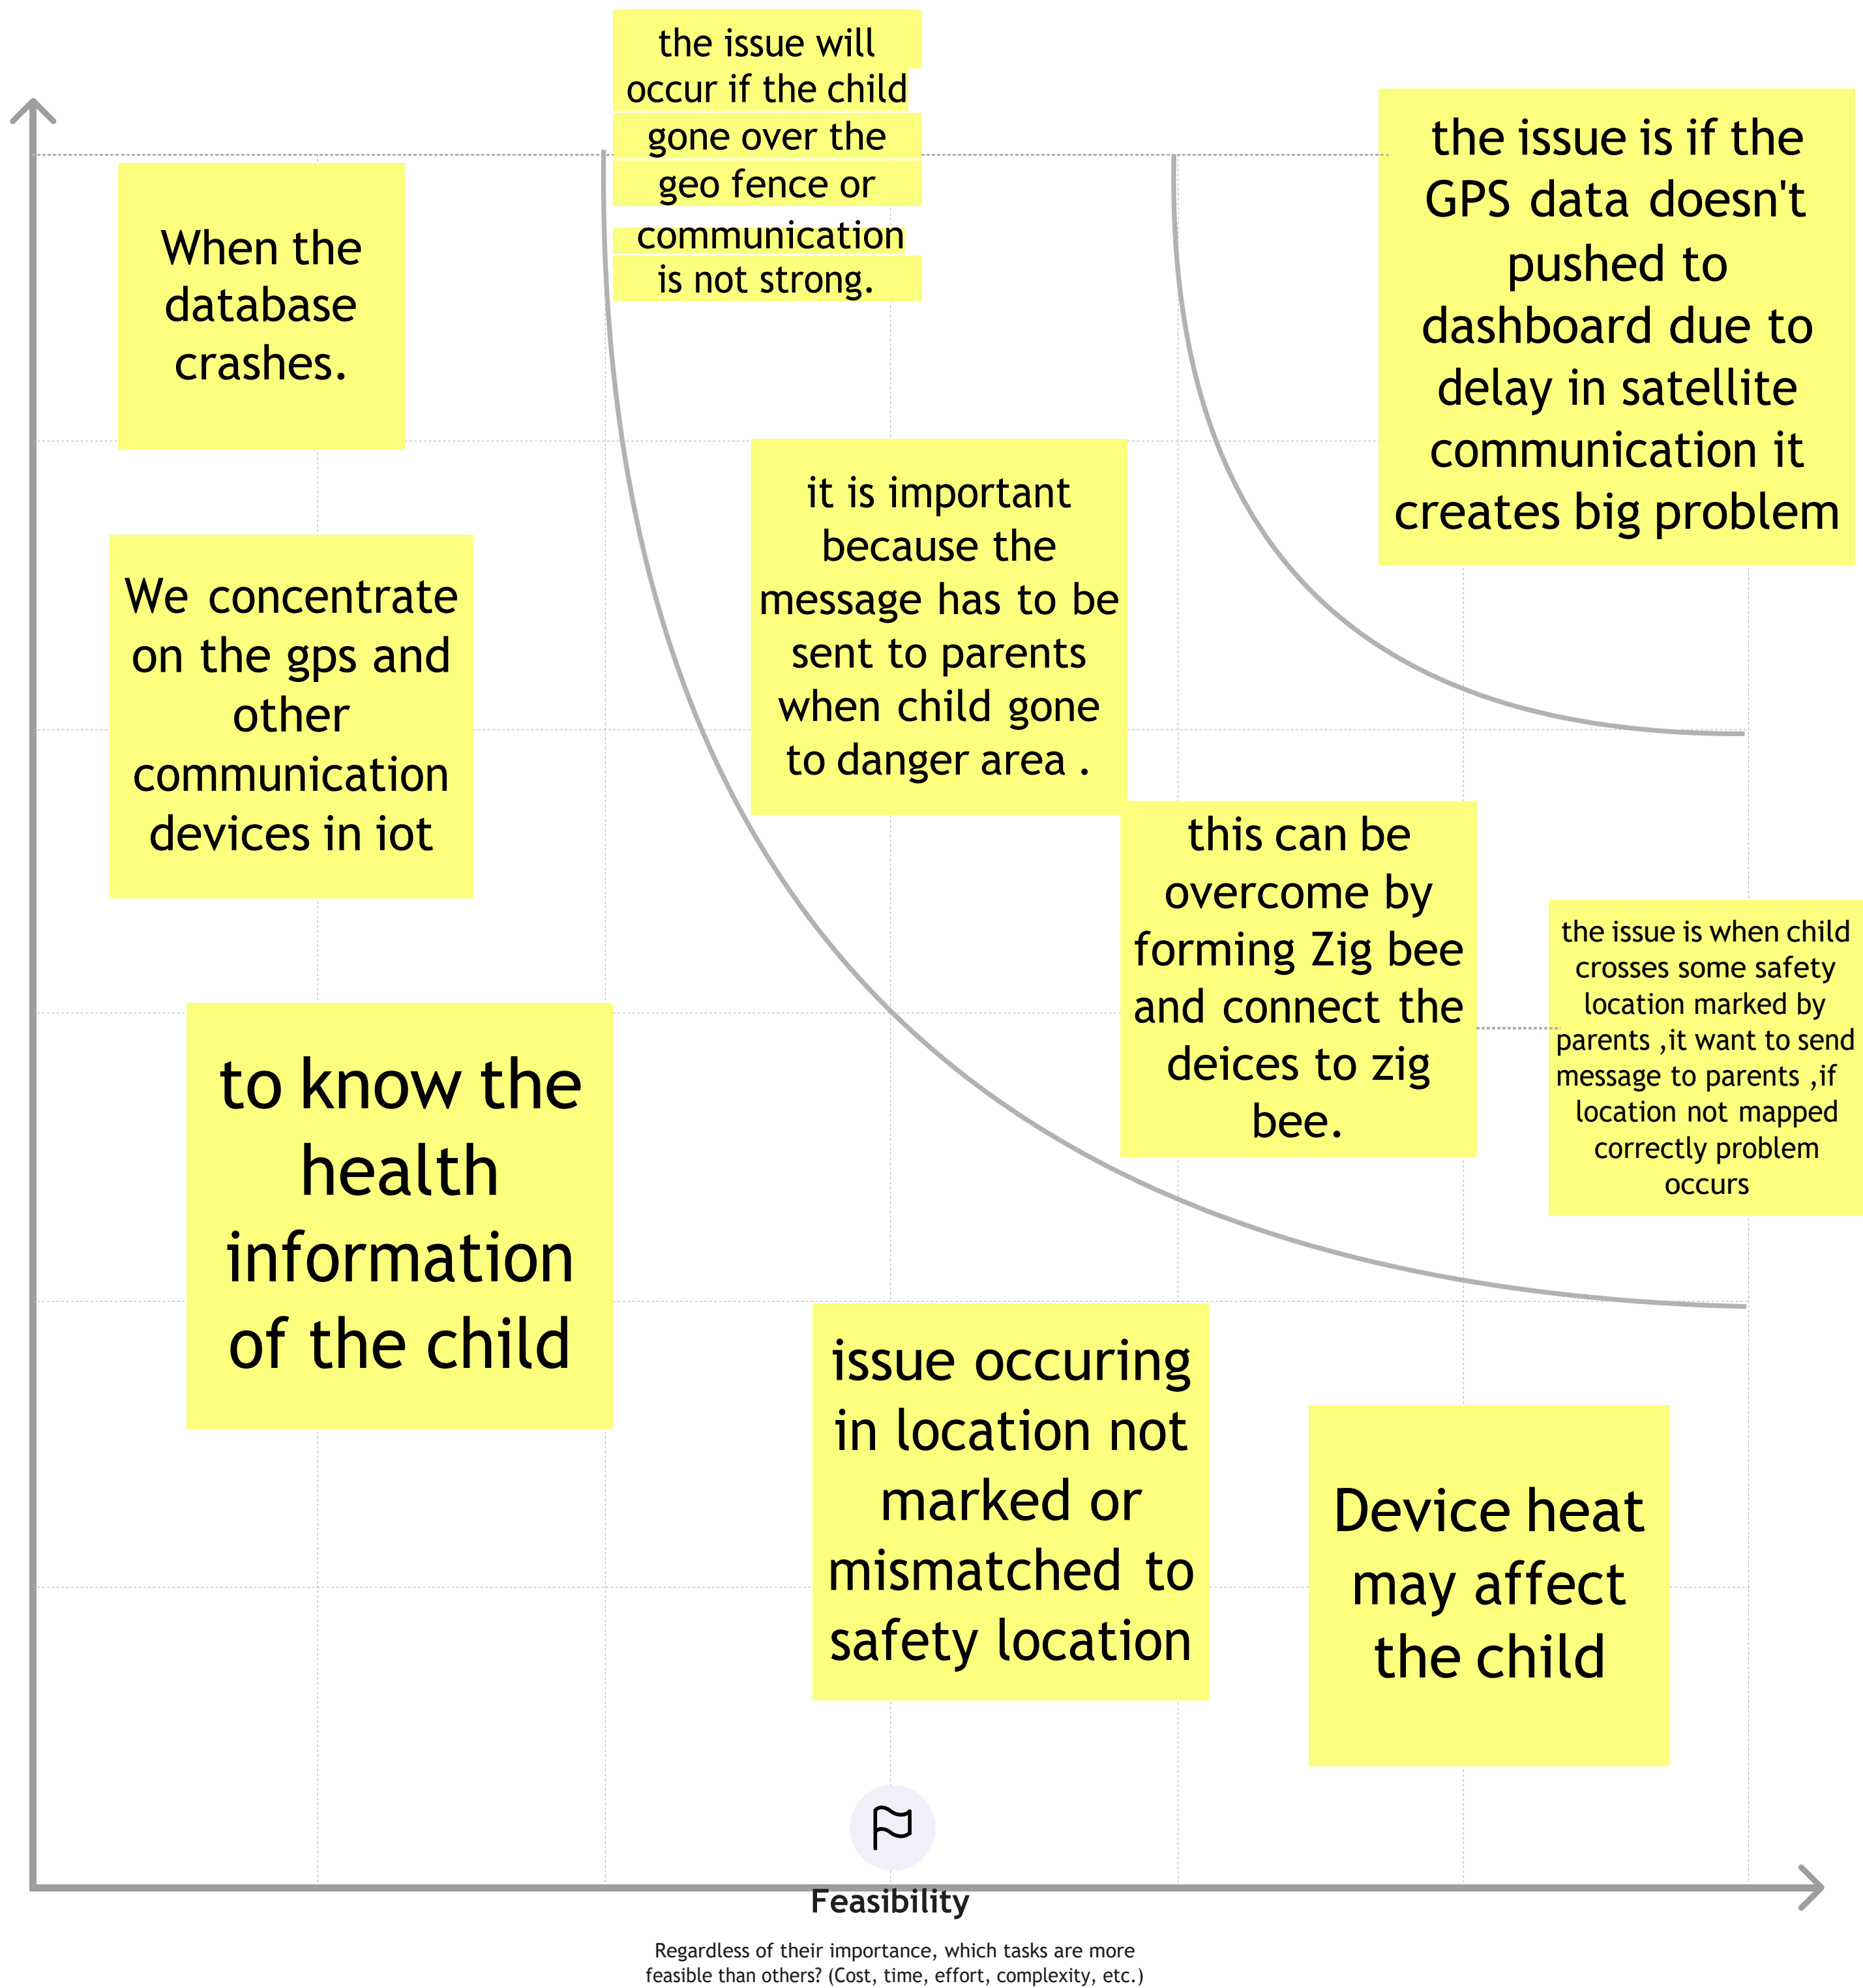 the issue will
occur if the child
gone over the
geo fence or
communication
is not strong.
the issue is if the
GPS data doesn't
pushed to
dashboard due to
delay in satellite
communication it
creates big problem
When the
database
crashes.
it is important
because the
message has to be
sent to parents
when child gone
to danger area .
We concentrate
on the gps and
other
communication
devices in iot
this can be
overcome by
forming Zig bee
and connect the
deices to zig
bee.
the issue is when child
crosses some safety
location marked by
parents ,it want to send
message to parents ,if
location not mapped
correctly problem
occurs
to know the
health
information
of the child
issue occuring
in location not
marked or
mismatched to
safety location
Device heat
may affect
the child
Feasibility
Regardless of their importance, which tasks are more
feasible than others? (Cost, time, effort, complexity, etc.)